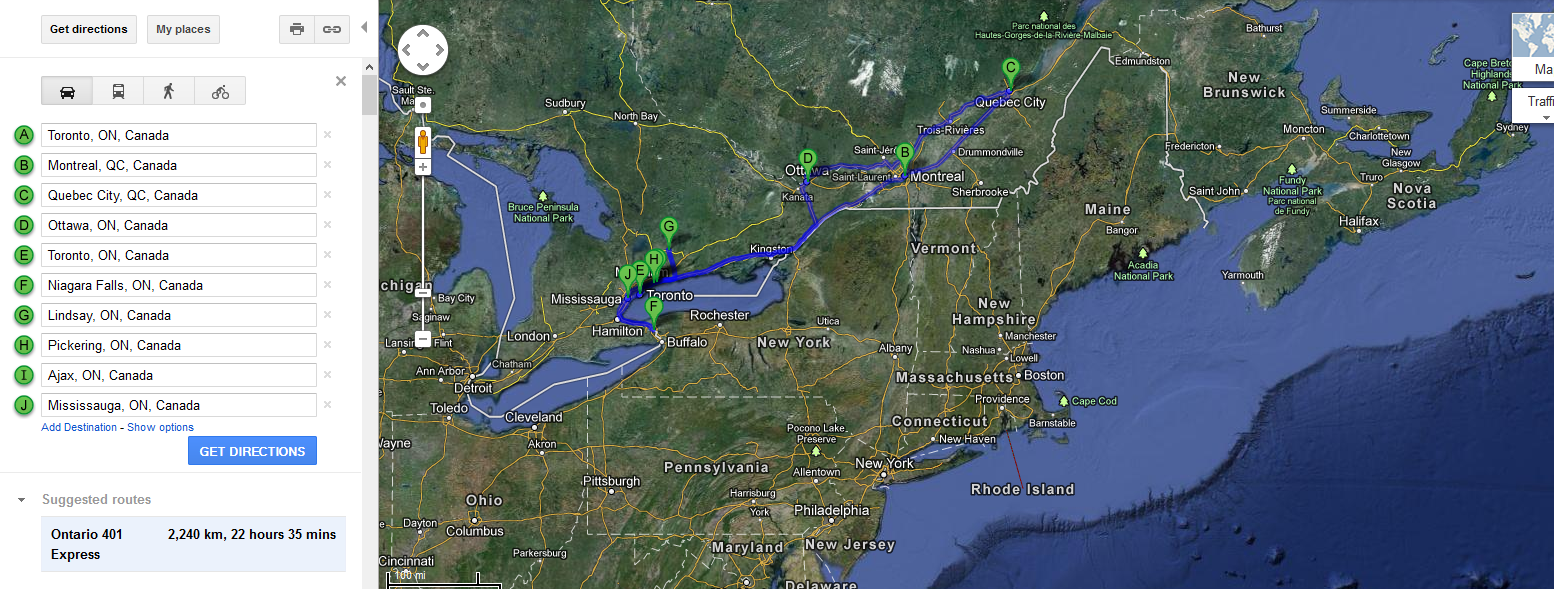 Get directions
My places
A Toronto, ON, Canada
B Montreal, QC, Canada
C Quebec City, QC, Canada
D Ottawa, ON, Canada
E Toronto, ON, Canada
F Niagara Falls, ON, Canada
G Lindsay, ON, Canada
H Pickering, ON, Canada
I Ajax, ON, Canada
J Mississauga, ON, Canada
Add Destination - Show options
GET DIRECTIONS
Suggested routes
Ontario 401 2,240 km, 22 hours 35 mins
Express
Parc national des
Hautes-Gorges-de-la-Rivière-Malbaie
Bathurst
Edmundston
C
Quebec City
New
Brunswick
Cape Bret
Highlands
National Park
Ma
Traffi
Sault Ste.
Ma
Sudbury
North Bay
Trois-Rivières
Summerside
Charlottetown
Sydney
Moncton
New
Glasgow
Fredericton
Truro
Saint-Jér
B
Drummondville
D
Ottawa
Saint-Laurent
Montreal
Sherbrooke
Kanata
Fundy
National Park
Parc national
de Fundy
Saint John
Nova
Scotia
Halifax
Bruce Peninsula
National Park
Maine
Bangor
G
Kingston
Vermont
Acadia
National Park
Yarmouth
H
E
J
M
chigan
Bay City
Mississauga
Toronto
F
Saginaw
Rochester
New
Hampshire
Hamilton
Utica
Lansin
Flint
London
Buffalo
New York
Albany
Manchester
Nashua
Lowell
Ann Arbor
Chatham
Massachusetts
Boston
Detroit
Toledo
Providence
Cape Cod
Cleveland
Connecticut
Barnstable
Akron
Pocono Lake
Preserve
New Haven
Wayne
Pennsylvania
Allentown
New York
Pittsburgh
Rhode Island
Ohio
Harrisburg
York
Philadelphia
Dayton
Columbus
Maryland
New Jersey
Parkersburg
Cincinnati
100 mi
Delaware